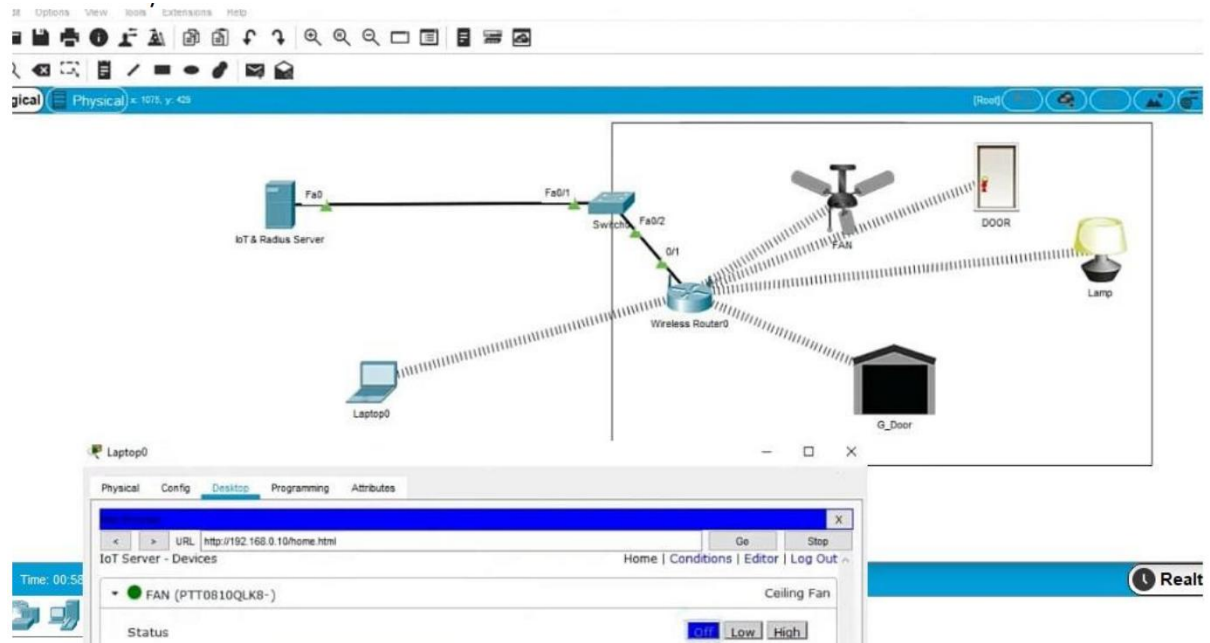 Options View Tools Extensions Help
Physical x: 1075, y: 425 [Root]
Fa0
Fa0/1
IoT & Radius Server
Fa0/2
0/1
FAN
DOOR
Lamp
Wireless Router0
Laptop0
G_Door
Laptop0
Physical Config Desktop Programming Attributes
X
< > URL http://192.168.0.10/home.html Go Stop
IoT Server - Devices Home | Conditions | Editor | Log Out
FAN (PTT0810QLK8-) Ceiling Fan
Time: 00:58
Status Off Low High